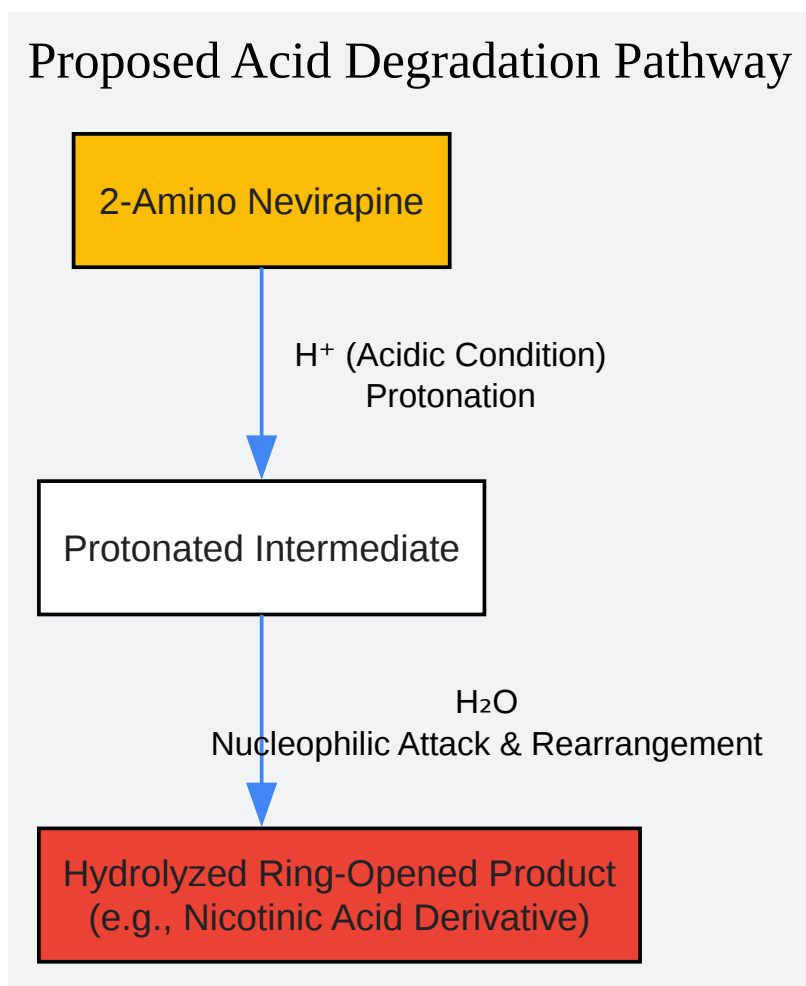 Proposed Acid Degradation Pathway
2-Amino Nevirapine
H⁺ (Acidic Condition)
Protonation
Protonated Intermediate
H₂O
Nucleophilic Attack & Rearrangement
Hydrolyzed Ring-Opened Product
(e.g., Nicotinic Acid Derivative)